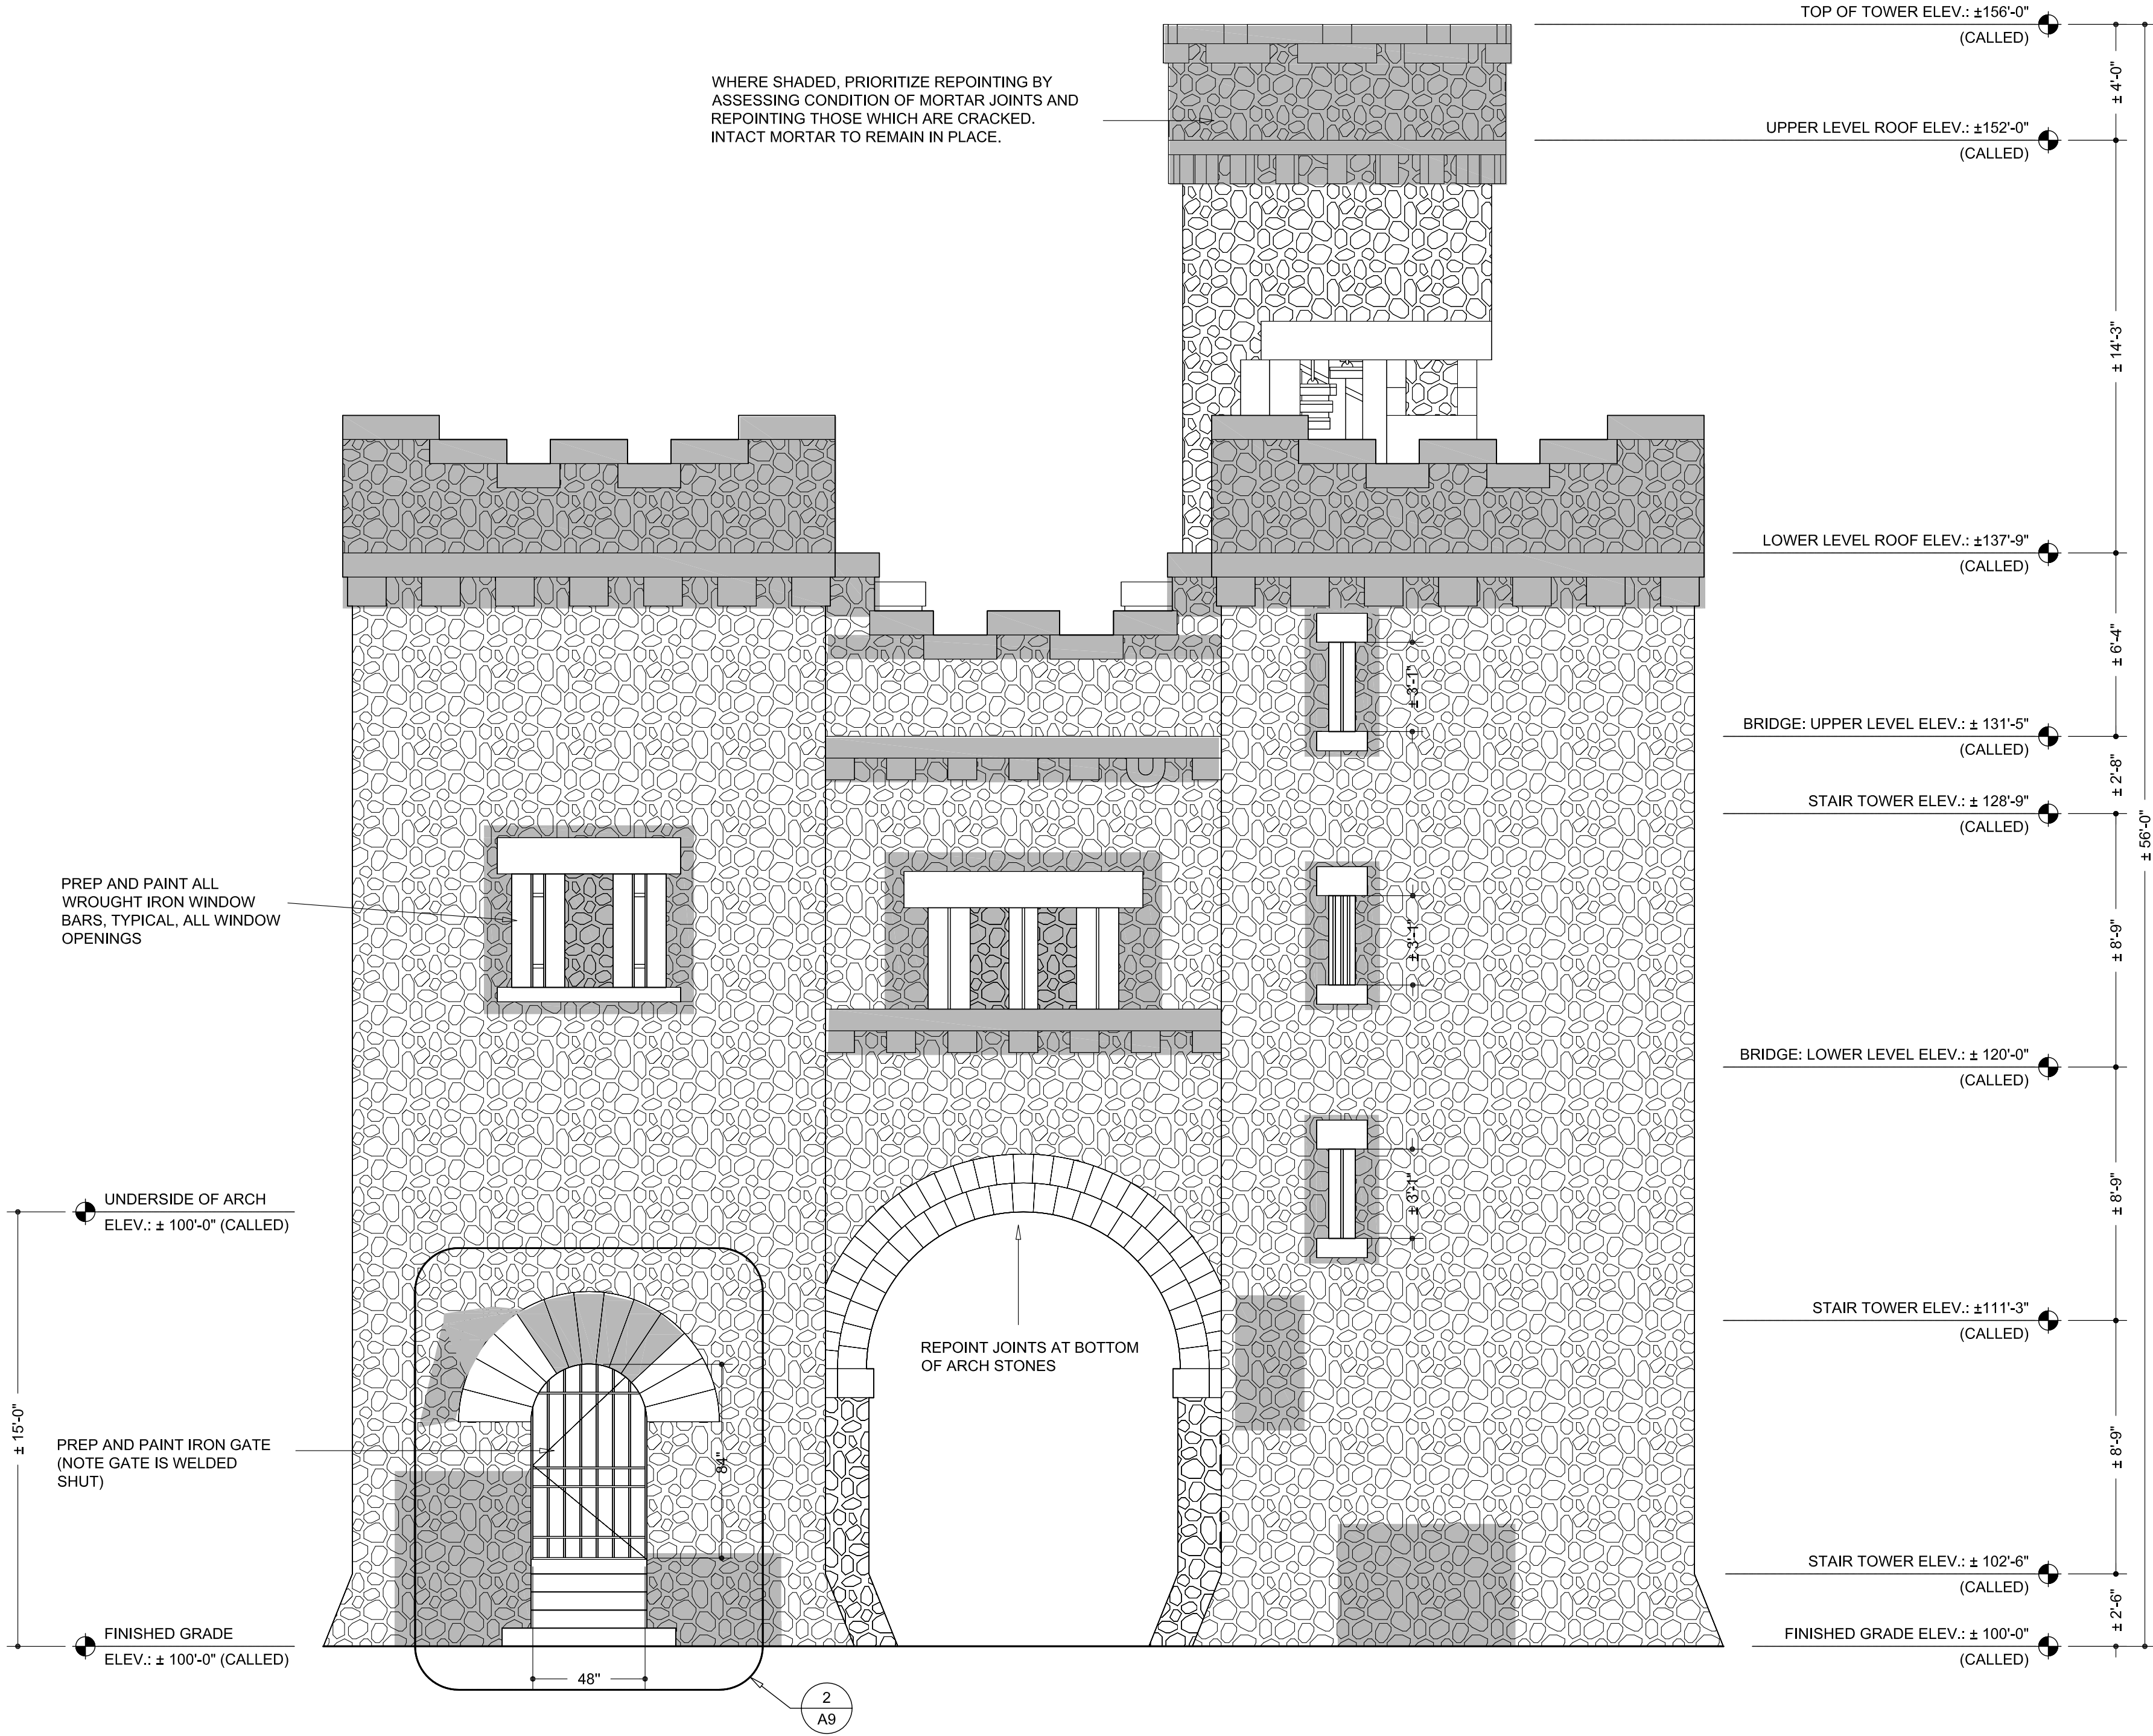 TOP OF TOWER ELEV.: ±156'-0"
(CALLED)
± 4'-0"
WHERE SHADED, PRIORITIZE REPOINTING BY
ASSESSING CONDITION OF MORTAR JOINTS AND
REPOINTING THOSE WHICH ARE CRACKED.
INTACT MORTAR TO REMAIN IN PLACE.
UPPER LEVEL ROOF ELEV.: ±152'-0"
(CALLED)
± 14'-3"
LOWER LEVEL ROOF ELEV.: ±137'-9"
(CALLED)
± 6'-4"
± 3'-1"
BRIDGE: UPPER LEVEL ELEV.: ± 131'-5"
(CALLED)
± 2'-8"
STAIR TOWER ELEV.: ± 128'-9"
(CALLED)
± 56'-0"
PREP AND PAINT ALL
WROUGHT IRON WINDOW
BARS, TYPICAL, ALL WINDOW
OPENINGS
± 3'-1"
± 8'-9"
BRIDGE: LOWER LEVEL ELEV.: ± 120'-0"
(CALLED)
± 3'-1"
± 8'-9"
UNDERSIDE OF ARCH
ELEV.: ± 100'-0" (CALLED)
STAIR TOWER ELEV.: ±111'-3"
(CALLED)
REPOINT JOINTS AT BOTTOM
OF ARCH STONES
± 15'-0"
PREP AND PAINT IRON GATE
(NOTE GATE IS WELDED
SHUT)
84"
± 8'-9"
STAIR TOWER ELEV.: ± 102'-6"
(CALLED)
± 2'-6"
FINISHED GRADE
ELEV.: ± 100'-0" (CALLED)
FINISHED GRADE ELEV.: ± 100'-0"
(CALLED)
48"
2
A9